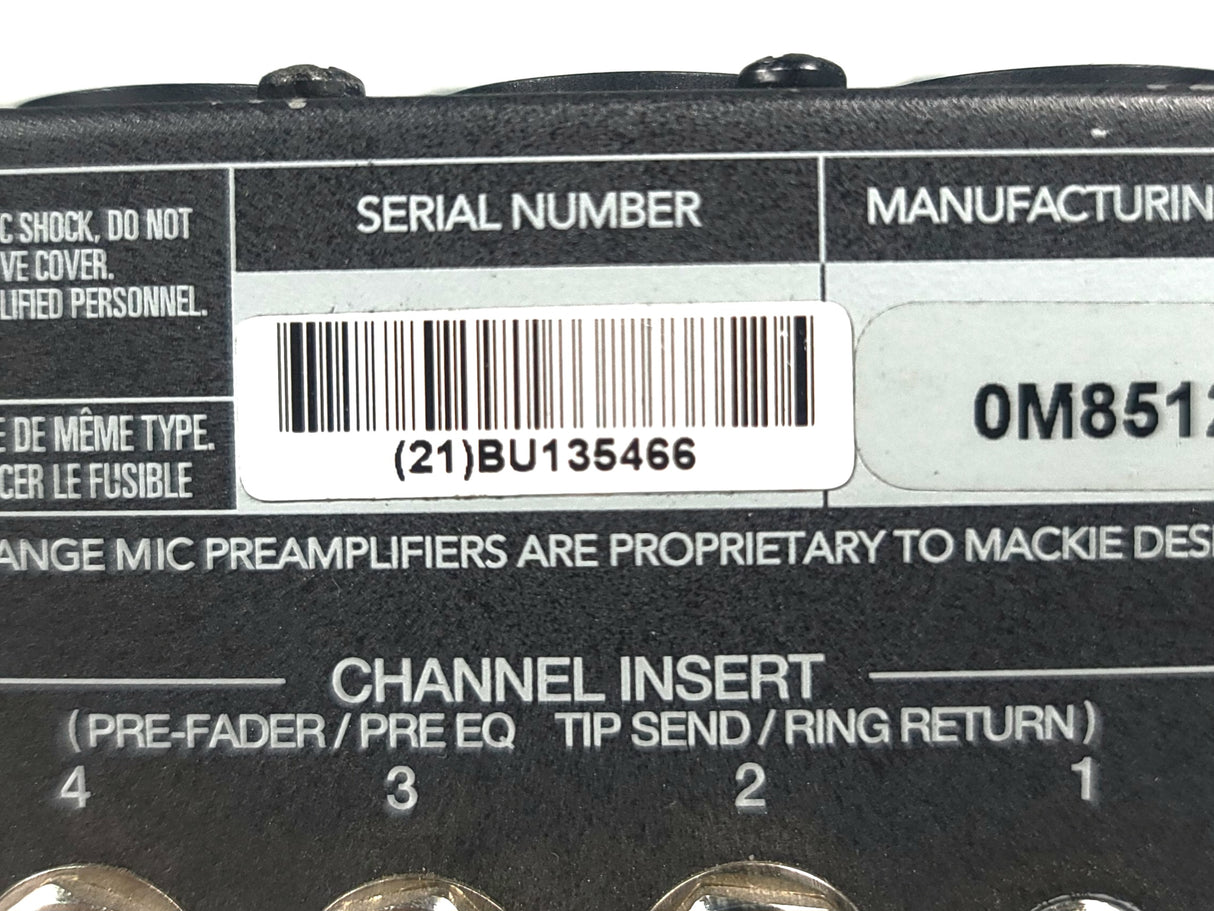 C SHOCK, DO NOT
VE COVER.
LIFIED PERSONNEL.
E DE MÊME TYPE.
CER LE FUSIBLE
SERIAL NUMBER
(21)BU135466
MANUFACTURIN
0M8512
ANGE MIC PREAMPLIFIERS ARE PROPRIETARY TO MACKIE DESI
CHANNEL INSERT
(PRE-FADER / PRE EQ TIP SEND / RING RETURN)
4 3 2 1